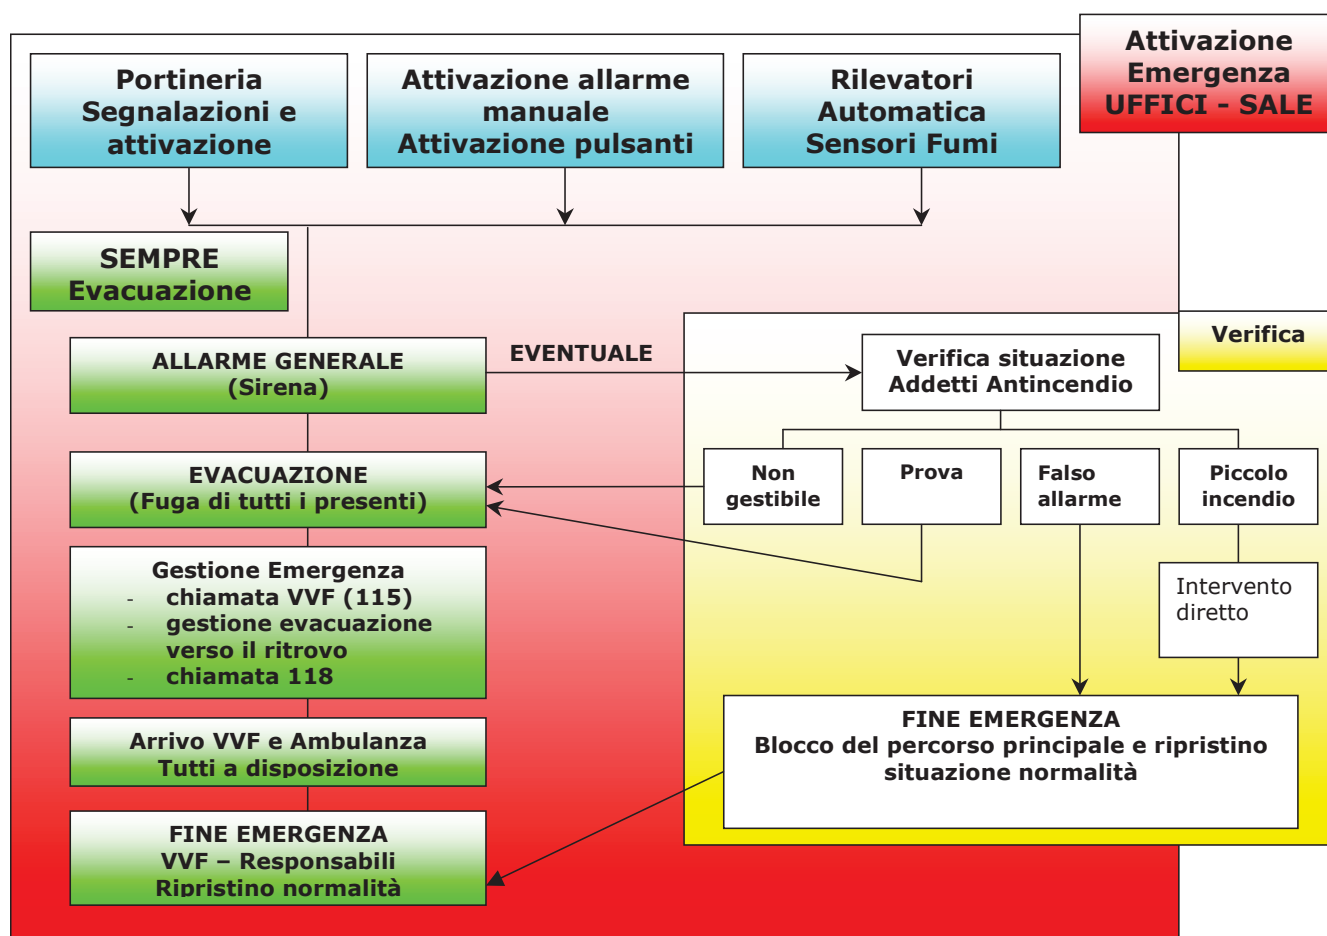 Attivazione
Emergenza
UFFICI - SALE
Portineria
Segnalazioni e
attivazione
Attivazione allarme
manuale
Attivazione pulsanti
Rilevatori
Automatica
Sensori Fumi
SEMPRE
Evacuazione
ALLARME GENERALE
(Sirena)
EVENTUALE
Verifica
Verifica situazione
Addetti Antincendio
EVACUAZIONE
(Fuga di tutti i presenti)
Non
gestibile
Prova
Falso
allarme
Piccolo
incendio
Gestione Emergenza
- chiamata VVF (115)
- gestione evacuazione
verso il ritrovo
- chiamata 118
Intervento
diretto
Arrivo VVF e Ambulanza
Tutti a disposizione
FINE EMERGENZA
Blocco del percorso principale e ripristino
situazione normalità
FINE EMERGENZA
VVF – Responsabili
Ripristino normalità